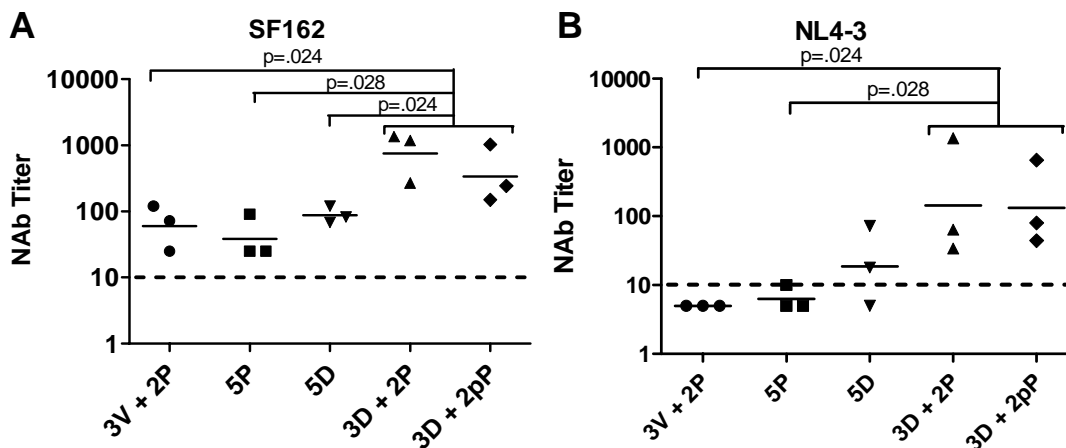 A
SF162
p=.024
p=.028
p=.024
NAb Titer
10000
1000
100
10
1
3V + 2P
5P
5D
3D + 2P
3D + 2pP
B
NL4-3
p=.024
p=.028
NAb Titer
10000
1000
100
10
1
3V + 2P
5P
5D
3D + 2P
3D + 2pP